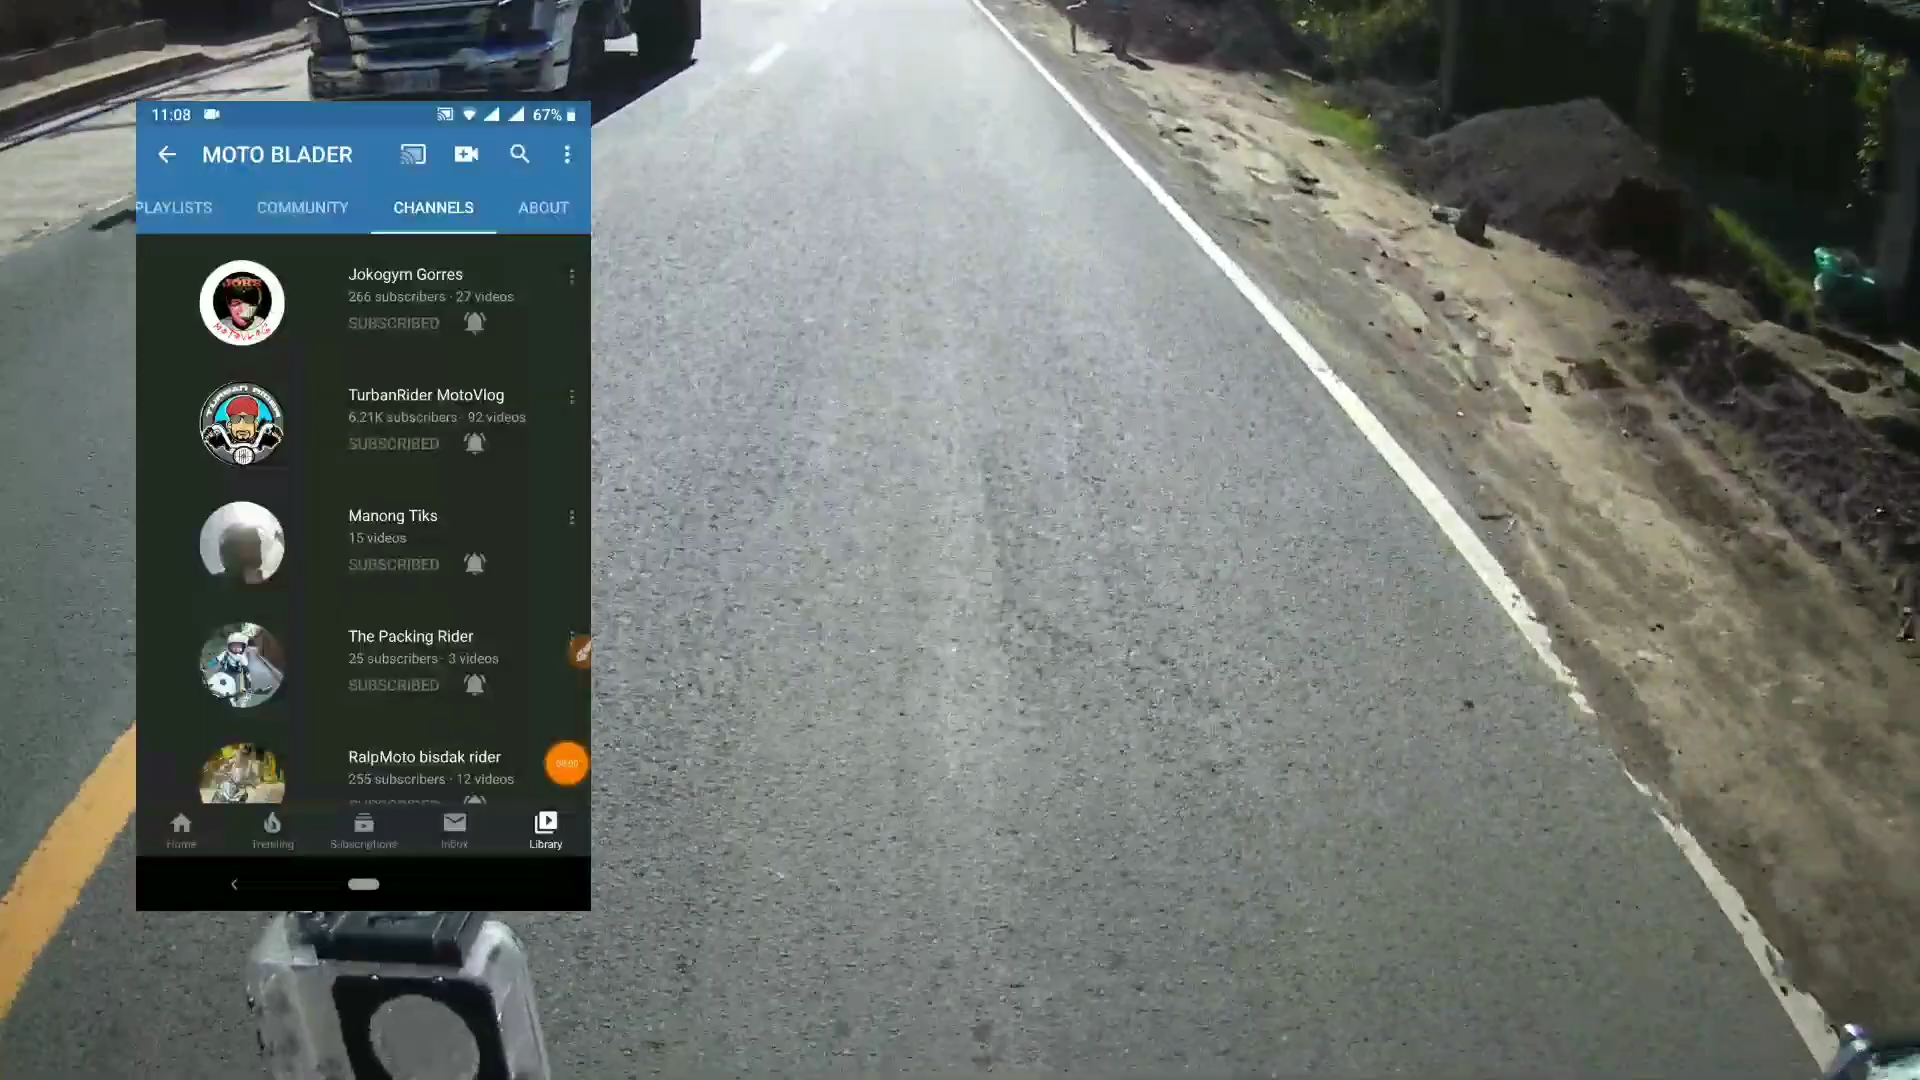 11:08
67%
MOTO BLADER
PLAYLISTS
COMMUNITY
CHANNELS
ABOUT
Jokogym Gorres
266 subscribers · 27 videos
SUBSCRIBED
TurbanRider MotoVlog
6.21K subscribers · 92 videos
SUBSCRIBED
Manong Tiks
15 videos
SUBSCRIBED
The Packing Rider
25 subscribers · 3 videos
SUBSCRIBED
RalpMoto bisdak rider
255 subscribers · 12 videos
Home
Trending
Subscriptions
Inbox
Library